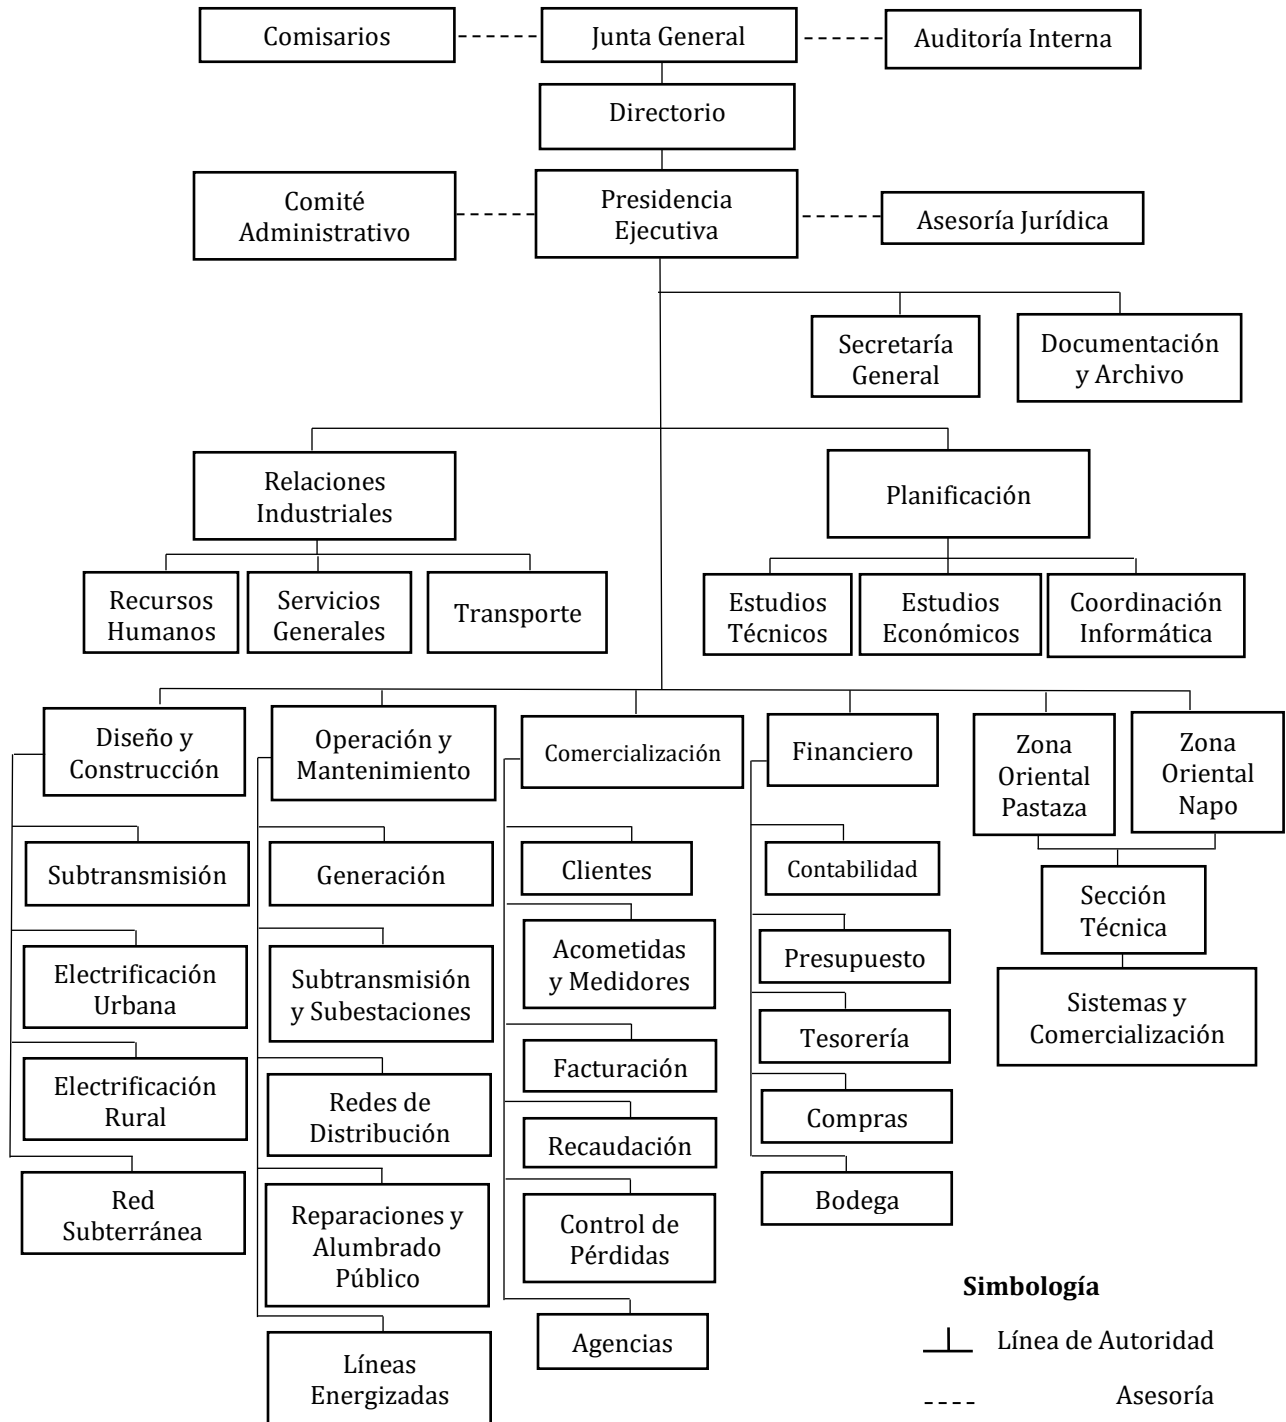 Comisarios
Junta General
Auditoría Interna
Directorio
Comité
Administrativo
Presidencia
Ejecutiva
Asesoría Jurídica
Secretaría
General
Documentación
y Archivo
Relaciones
Industriales
Planificación
Recursos
Humanos
Servicios
Generales
Transporte
Estudios
Técnicos
Estudios
Económicos
Coordinación
Informática
Diseño y
Construcción
Operación y
Mantenimiento
Comercialización
Financiero
Zona
Oriental
Pastaza
Zona
Oriental
Napo
Subtransmisión
Electrificación
Urbana
Electrificación
Rural
Red
Subterránea
Generación
Subtransmisión
y Subestaciones
Redes de
Distribución
Reparaciones y
Alumbrado
Público
Líneas
Energizadas
Clientes
Acometidas
y Medidores
Facturación
Recaudación
Control de
Pérdidas
Agencias
Contabilidad
Presupuesto
Tesorería
Compras
Bodega
Sección
Técnica
Sistemas y
Comercialización
Simbología
Línea de Autoridad
Asesoría